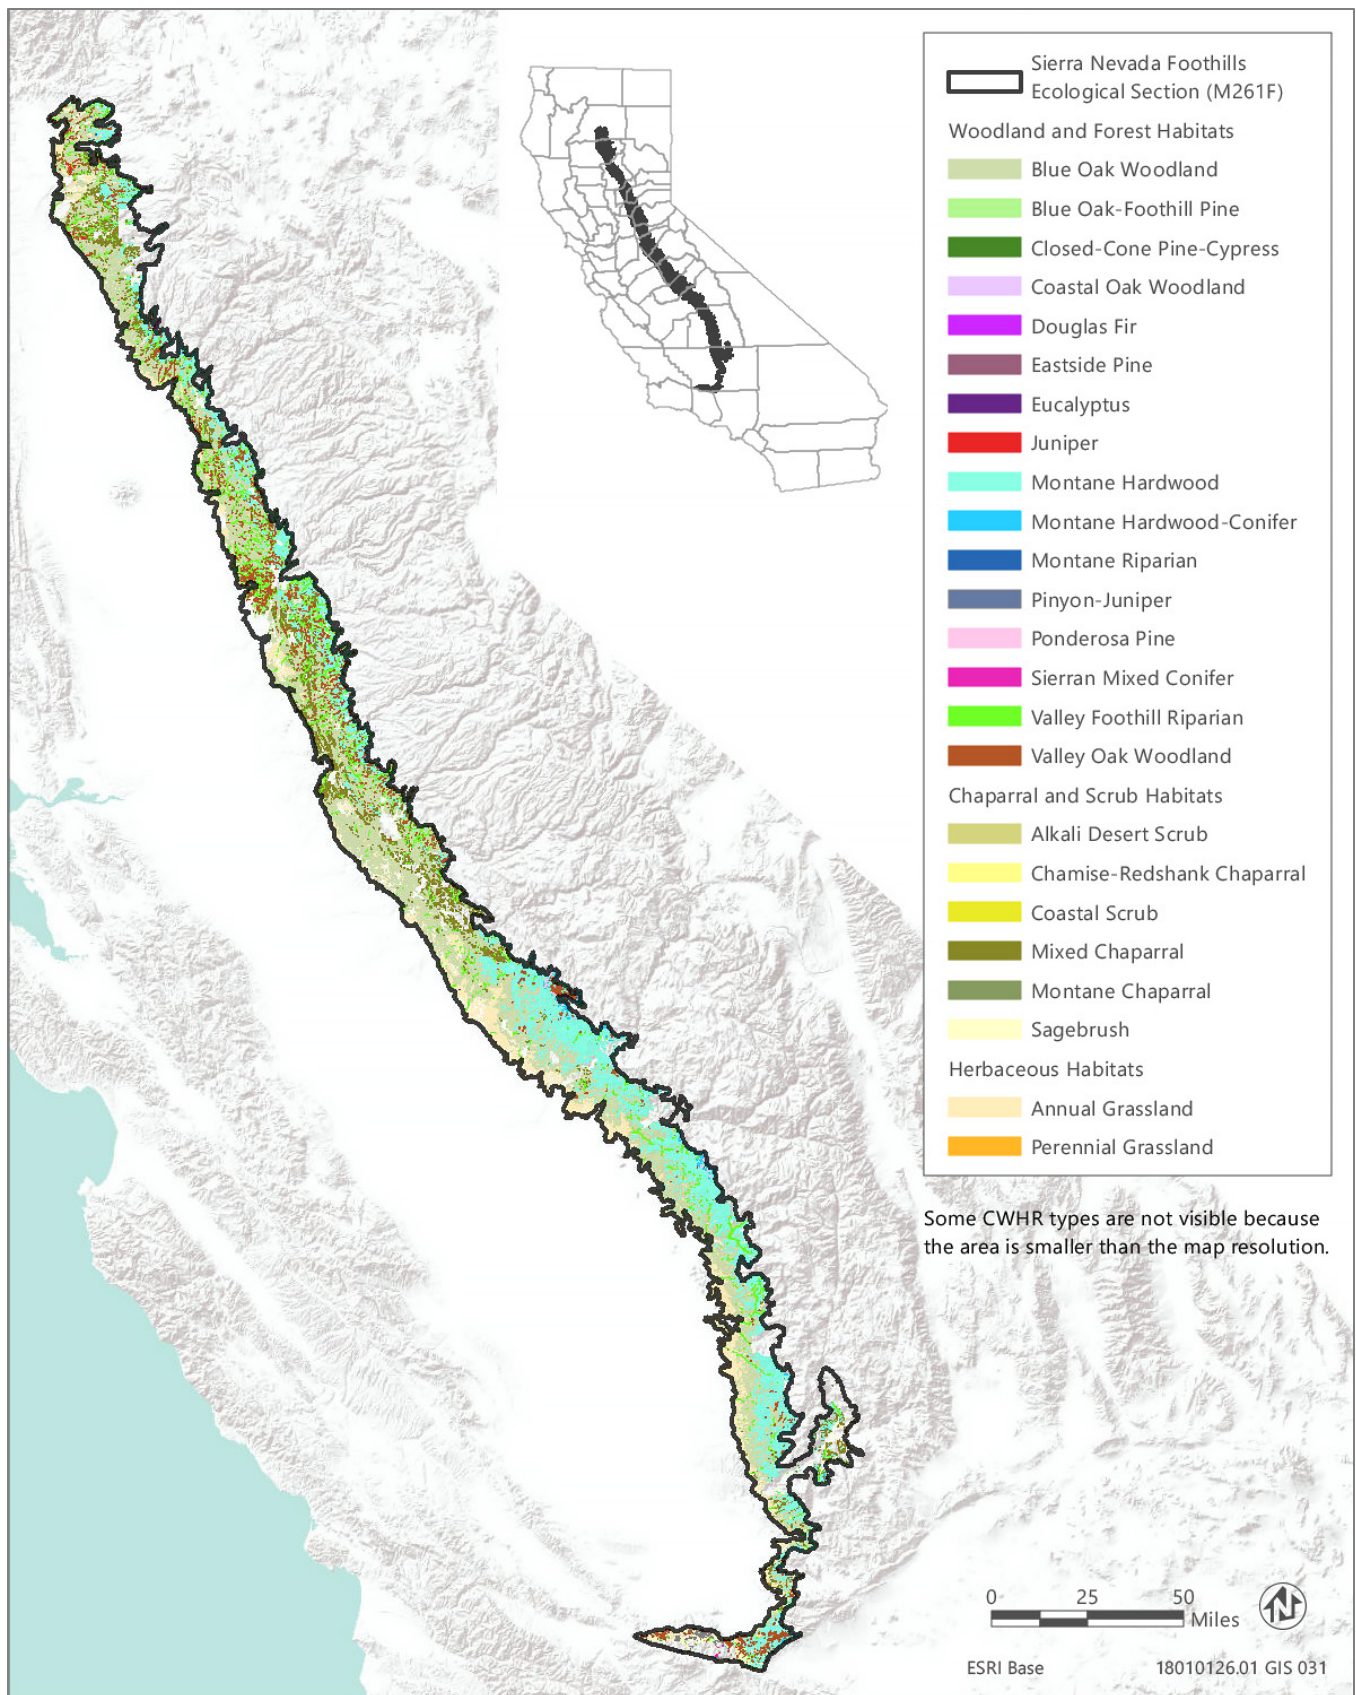 Sierra Nevada Foothills
Ecological Section (M261F)
Woodland and Forest Habitats
Blue Oak Woodland
Blue Oak-Foothill Pine
Closed-Cone Pine-Cypress
Coastal Oak Woodland
Douglas Fir
Eastside Pine
Eucalyptus
Juniper
Montane Hardwood
Montane Hardwood-Conifer
Montane Riparian
Pinyon-Juniper
Ponderosa Pine
Sierran Mixed Conifer
Valley Foothill Riparian
Valley Oak Woodland
Chaparral and Scrub Habitats
Alkali Desert Scrub
Chamise-Redshank Chaparral
Coastal Scrub
Mixed Chaparral
Montane Chaparral
Sagebrush
Herbaceous Habitats
Annual Grassland
Perennial Grassland
Some CWHR types are not visible because
the area is smaller than the map resolution.
0 25 50
Miles
N
ESRI Base 18010126.01 GIS 031